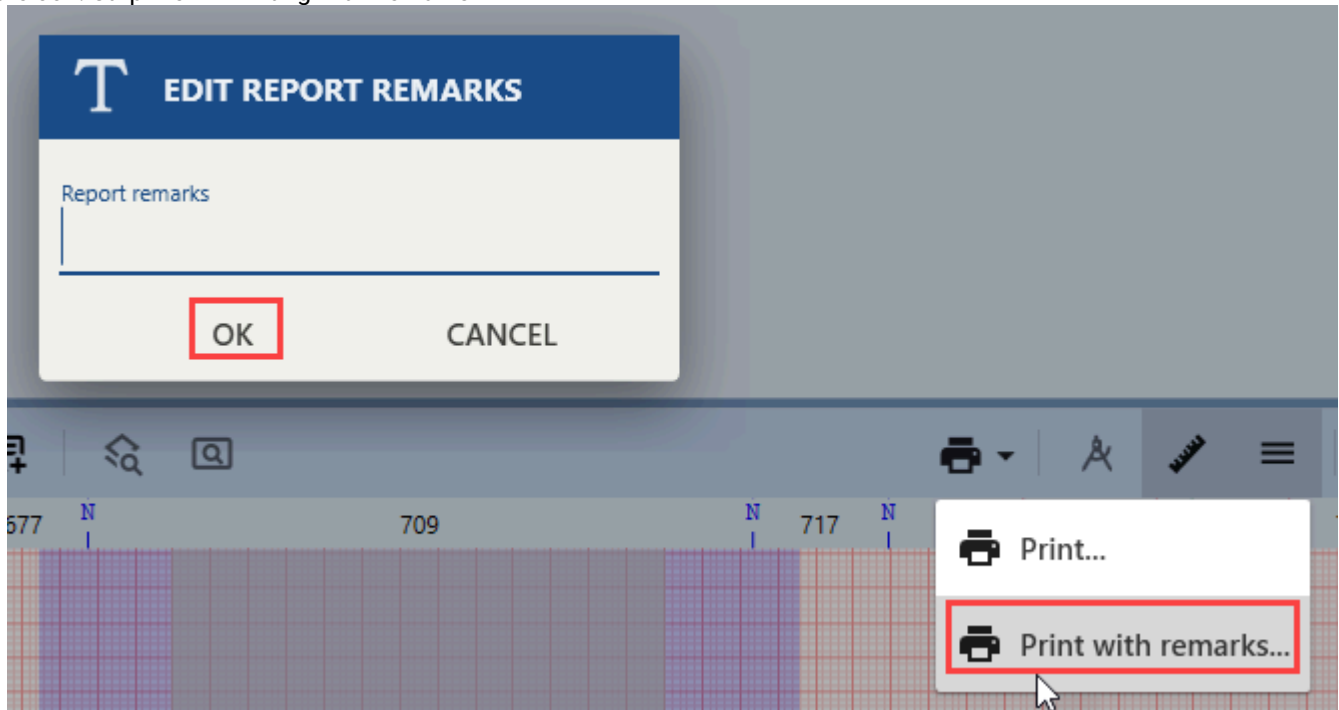 T EDIT REPORT REMARKS
Report remarks
OK CANCEL
677 N 709 N 717 N
Print...
Print with remarks...